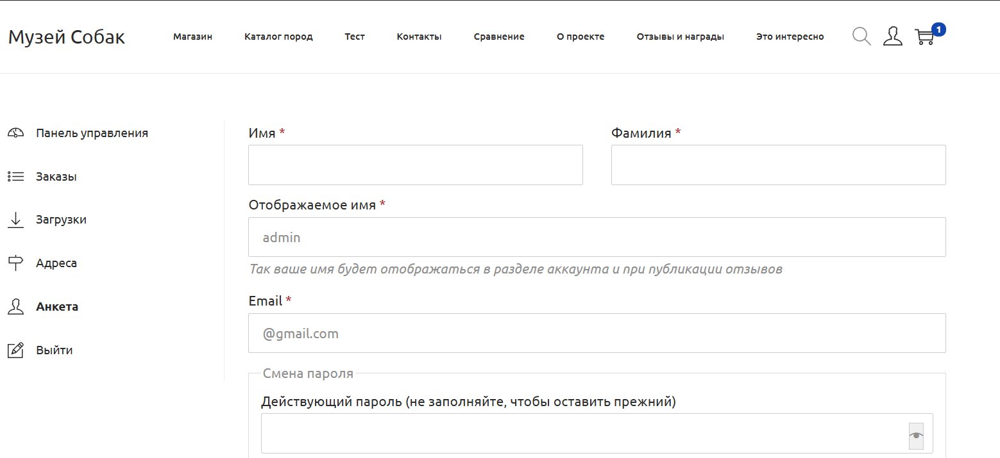 Музей Собак
Магазин Каталог пород Тест Контакты Сравнение О проекте Отзывы и награды Это интересно 1
Панель управления
Заказы
Загрузки
Адреса
Анкета
Выйти
Имя * Фамилия *
Отображаемое имя *
admin
Так ваше имя будет отображаться в разделе аккаунта и при публикации отзывов
Email *
@gmail.com
Смена пароля
Действующий пароль (не заполняйте, чтобы оставить прежний)